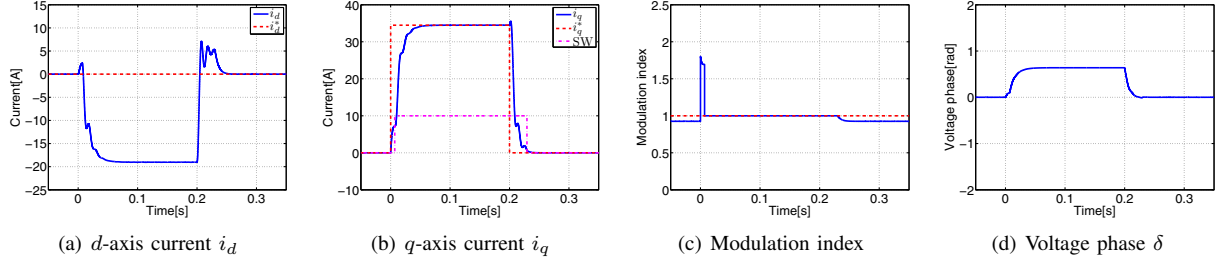 15
10
5
0
−5
−10
−15
−20
−25
0
0.1
0.2
0.3
Time[s]
Current[A]
i_d
i_d^*
(a) d-axis current i_d
40
30
20
10
0
−10
0
0.1
0.2
0.3
Time[s]
Current[A]
i_q
i_q^*
SW
(b) q-axis current i_q
2.5
2
1.5
1
0.5
0
0
0.1
0.2
0.3
Time[s]
Modulation index
(c) Modulation index
2
1
0
−1
−2
0
0.1
0.2
0.3
Time[s]
Voltage phase[rad]
(d) Voltage phase δ